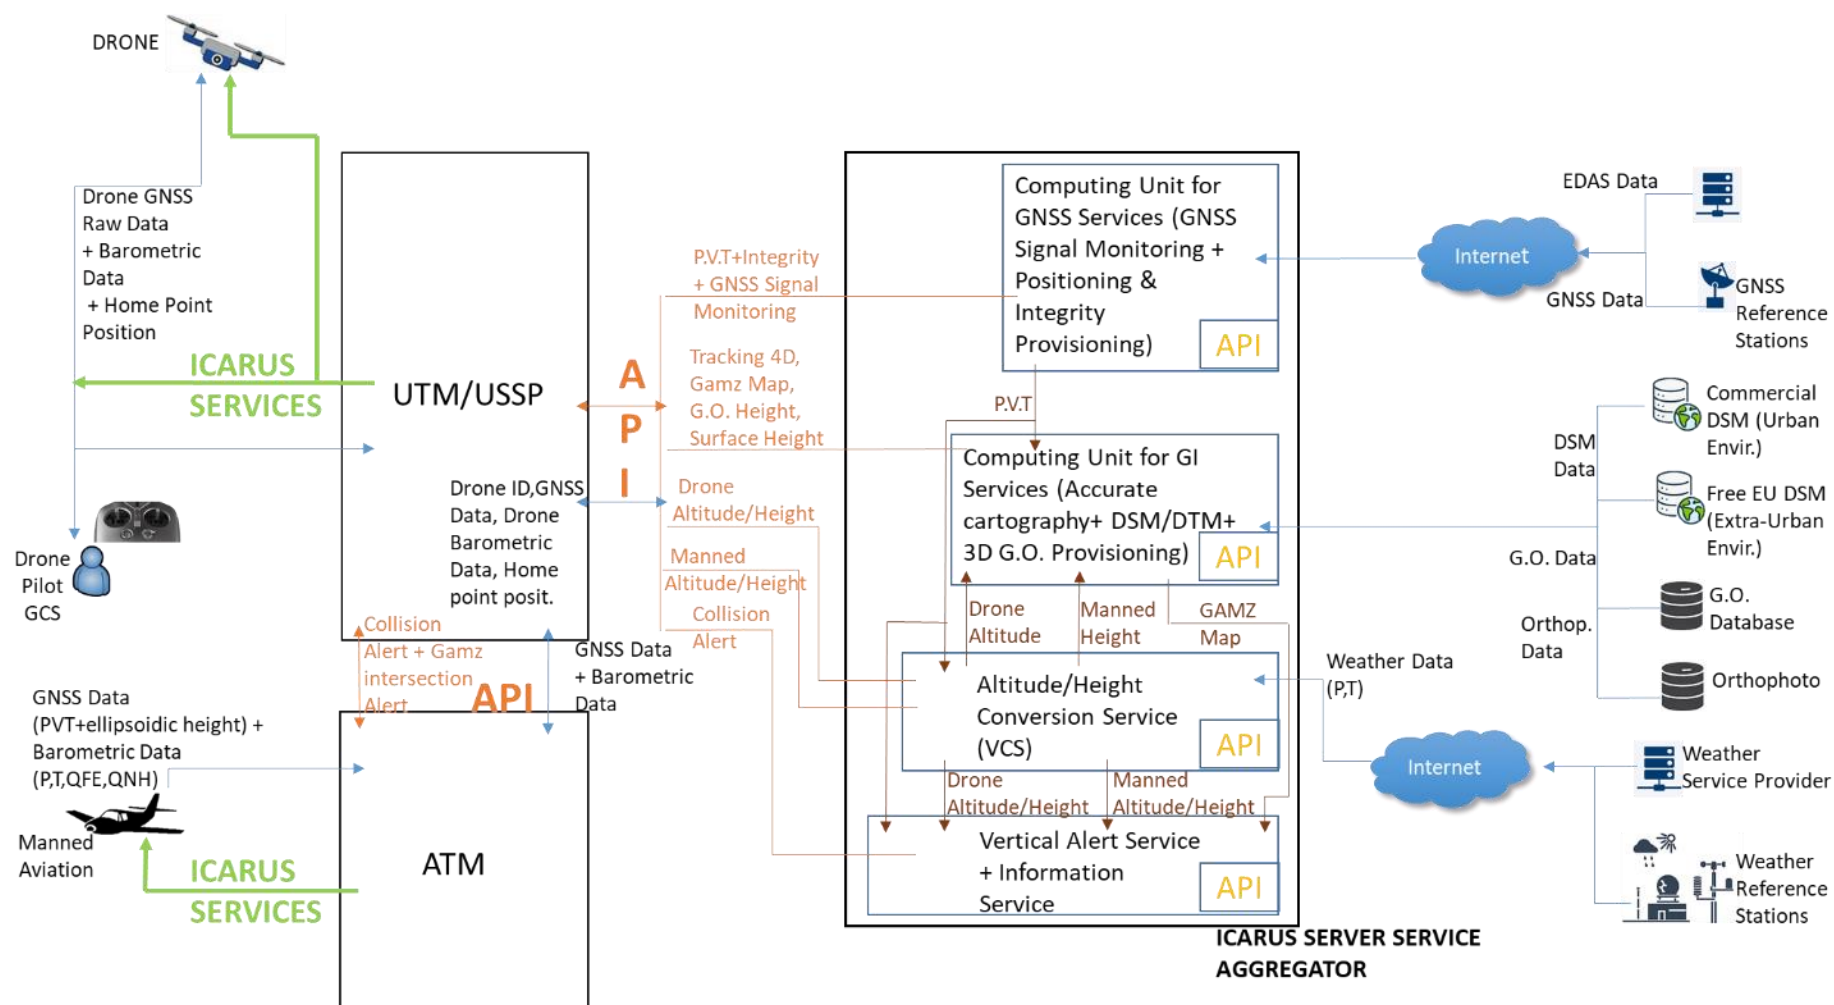 DRONE
Drone GNSS
Raw Data
+ Barometric
Data
+ Home Point
Position
ICARUS
SERVICES
Drone
Pilot
GCS
UTM/USSP
Drone ID,GNSS
Data, Drone
Barometric
Data, Home
point posit.
Collision
Alert + Gamz
intersection
Alert
API
GNSS Data
+ Barometric
Data
GNSS Data
(PVT+ellipsoidic height) +
Barometric Data
(P,T,QFE,QNH)
Manned
Aviation
ICARUS
SERVICES
ATM
A
P
I
P.V.T+Integrity
+ GNSS Signal
Monitoring
Tracking 4D,
Gamz Map,
G.O. Height,
Surface Height
Drone
Altitude/Height
Manned
Altitude/Height
Collision
Alert
Computing Unit for
GNSS Services (GNSS
Signal Monitoring +
Positioning &
Integrity
Provisioning)
API
P.V.T
Computing Unit for GI
Services (Accurate
cartography+ DSM/DTM+
3D G.O. Provisioning)
API
Drone
Altitude
Manned
Height
GAMZ
Map
Altitude/Height
Conversion Service
(VCS)
API
Drone
Altitude/Height
Manned
Altitude/Height
Vertical Alert Service
+ Information
Service
API
ICARUS SERVER SERVICE
AGGREGATOR
EDAS Data
Internet
GNSS Data
GNSS
Reference
Stations
DSM
Data
G.O. Data
Orthop.
Data
Commercial
DSM (Urban
Envir.)
Free EU DSM
(Extra-Urban
Envir.)
G.O.
Database
Orthophoto
Weather Data
(P,T)
Internet
Weather
Service Provider
Weather
Reference
Stations